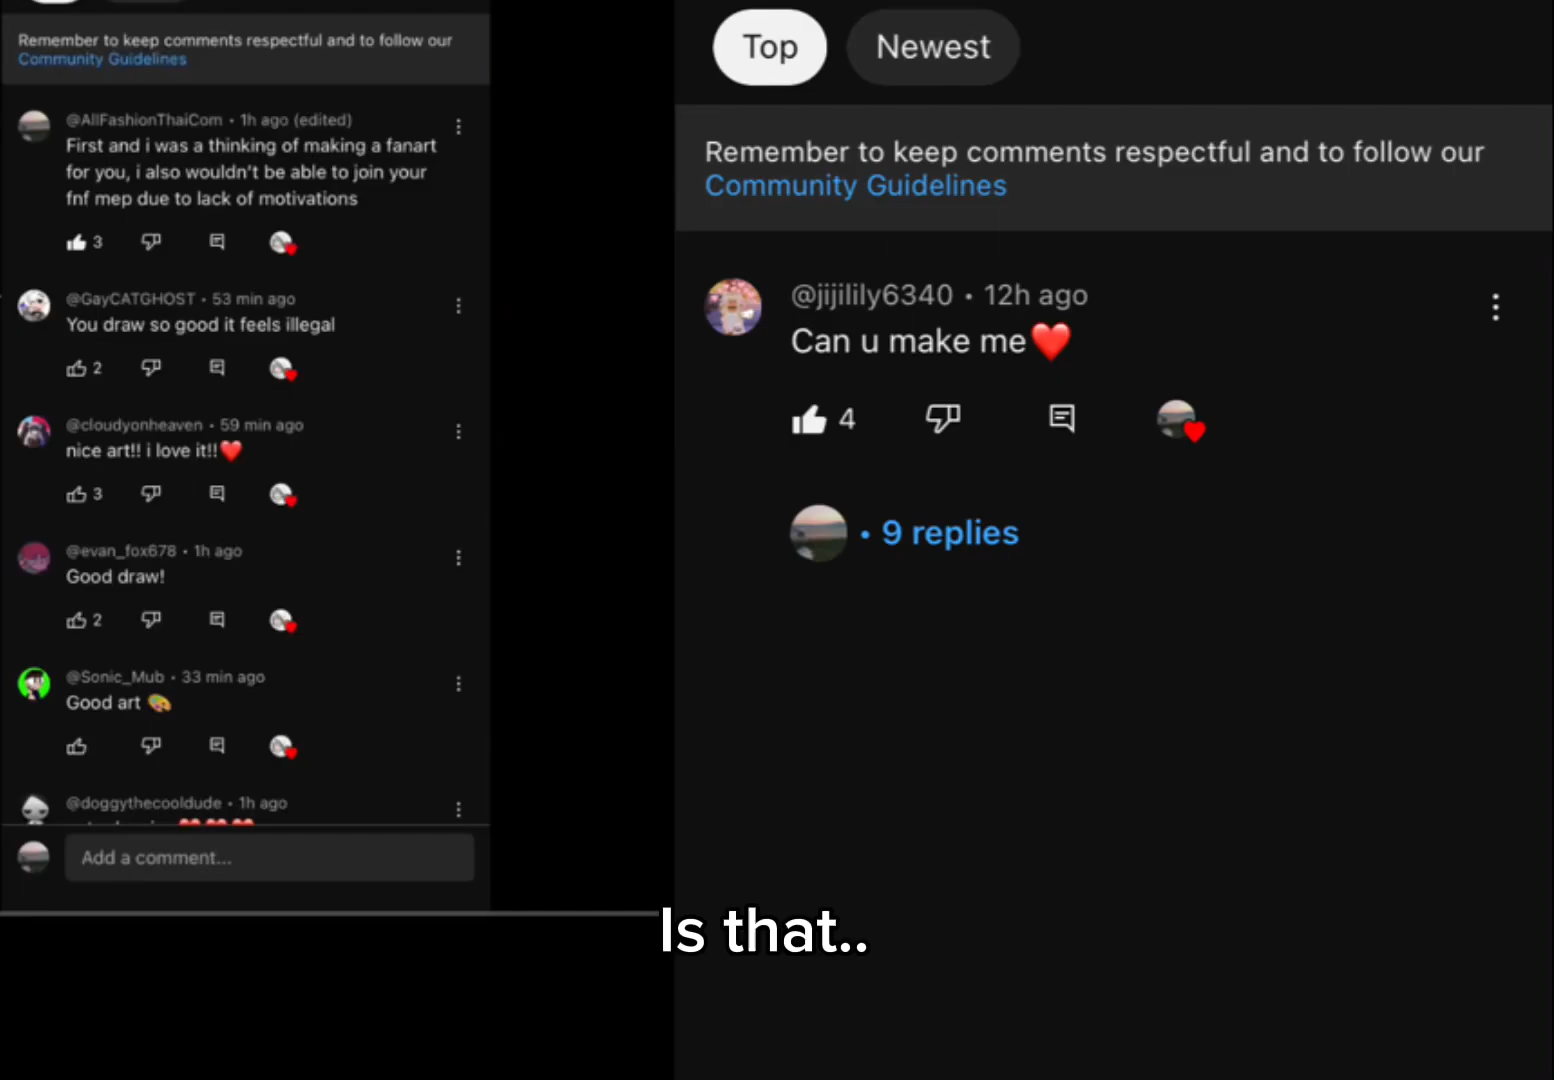 Remember to keep comments respectful and to follow our
Community Guidelines
@AllFashionThaiCom • 1h ago (edited)
First and i was a thinking of making a fanart
for you, i also wouldn't be able to join your
fnf mep due to lack of motivations
3
@GayCATGHOST • 53 min ago
You draw so good it feels illegal
2
@cloudyonheaven • 59 min ago
nice art!! i love it!!❤️
3
@evan_fox678 • 1h ago
Good draw!
2
@Sonic_Mub • 33 min ago
Good art 🎨
@doggythecooldude • 1h ago
Add a comment...
Top
Newest
Remember to keep comments respectful and to follow our
Community Guidelines
@jijilily6340 • 12h ago
Can u make me❤️
4
• 9 replies
Is that..